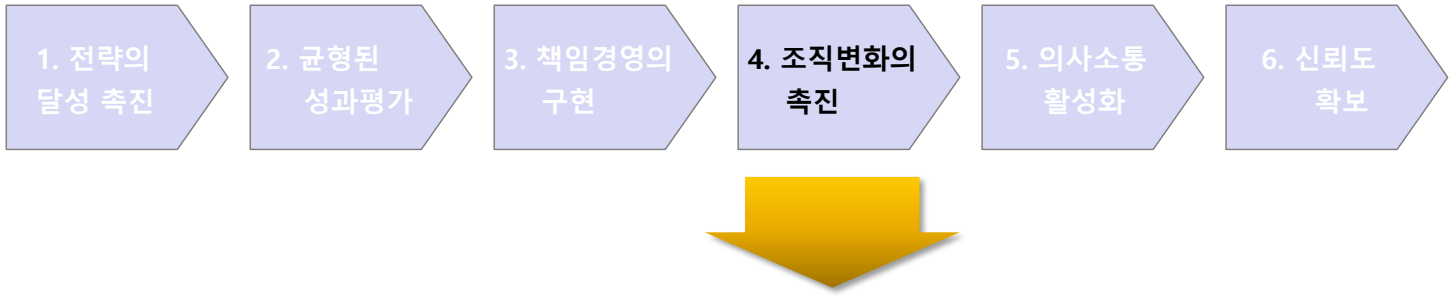 1. 전략의
달성 촉진
2. 균형된
성과평가
3. 책임경영의
구현
4. 조직변화의
촉진
5. 의사소통
활성화
6. 신뢰도
확보